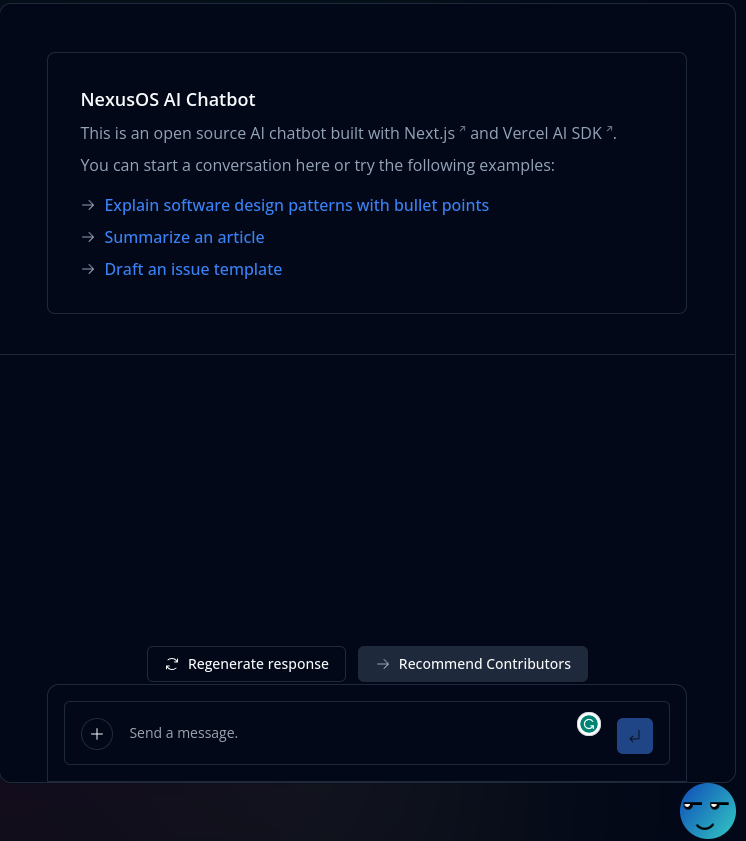 NexusOS AI Chatbot
This is an open source AI chatbot built with Next.js and Vercel AI SDK .
You can start a conversation here or try the following examples:
Explain software design patterns with bullet points
Summarize an article
Draft an issue template
Regenerate response
Recommend Contributors
Send a message.